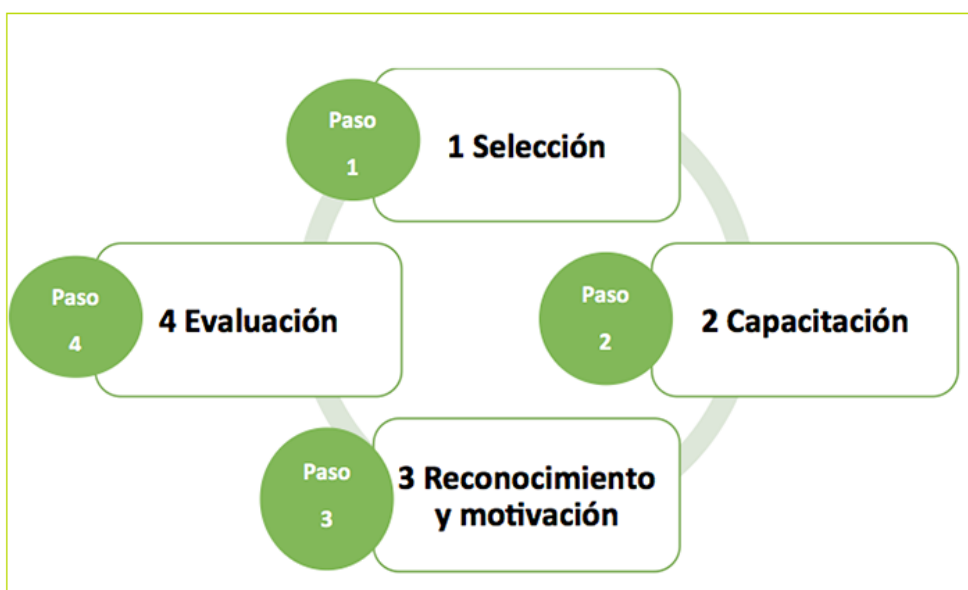 Paso
1
1 Selección
Paso
2
2 Capacitación
Paso
3
3 Reconocimiento
y motivación
Paso
4
4 Evaluación